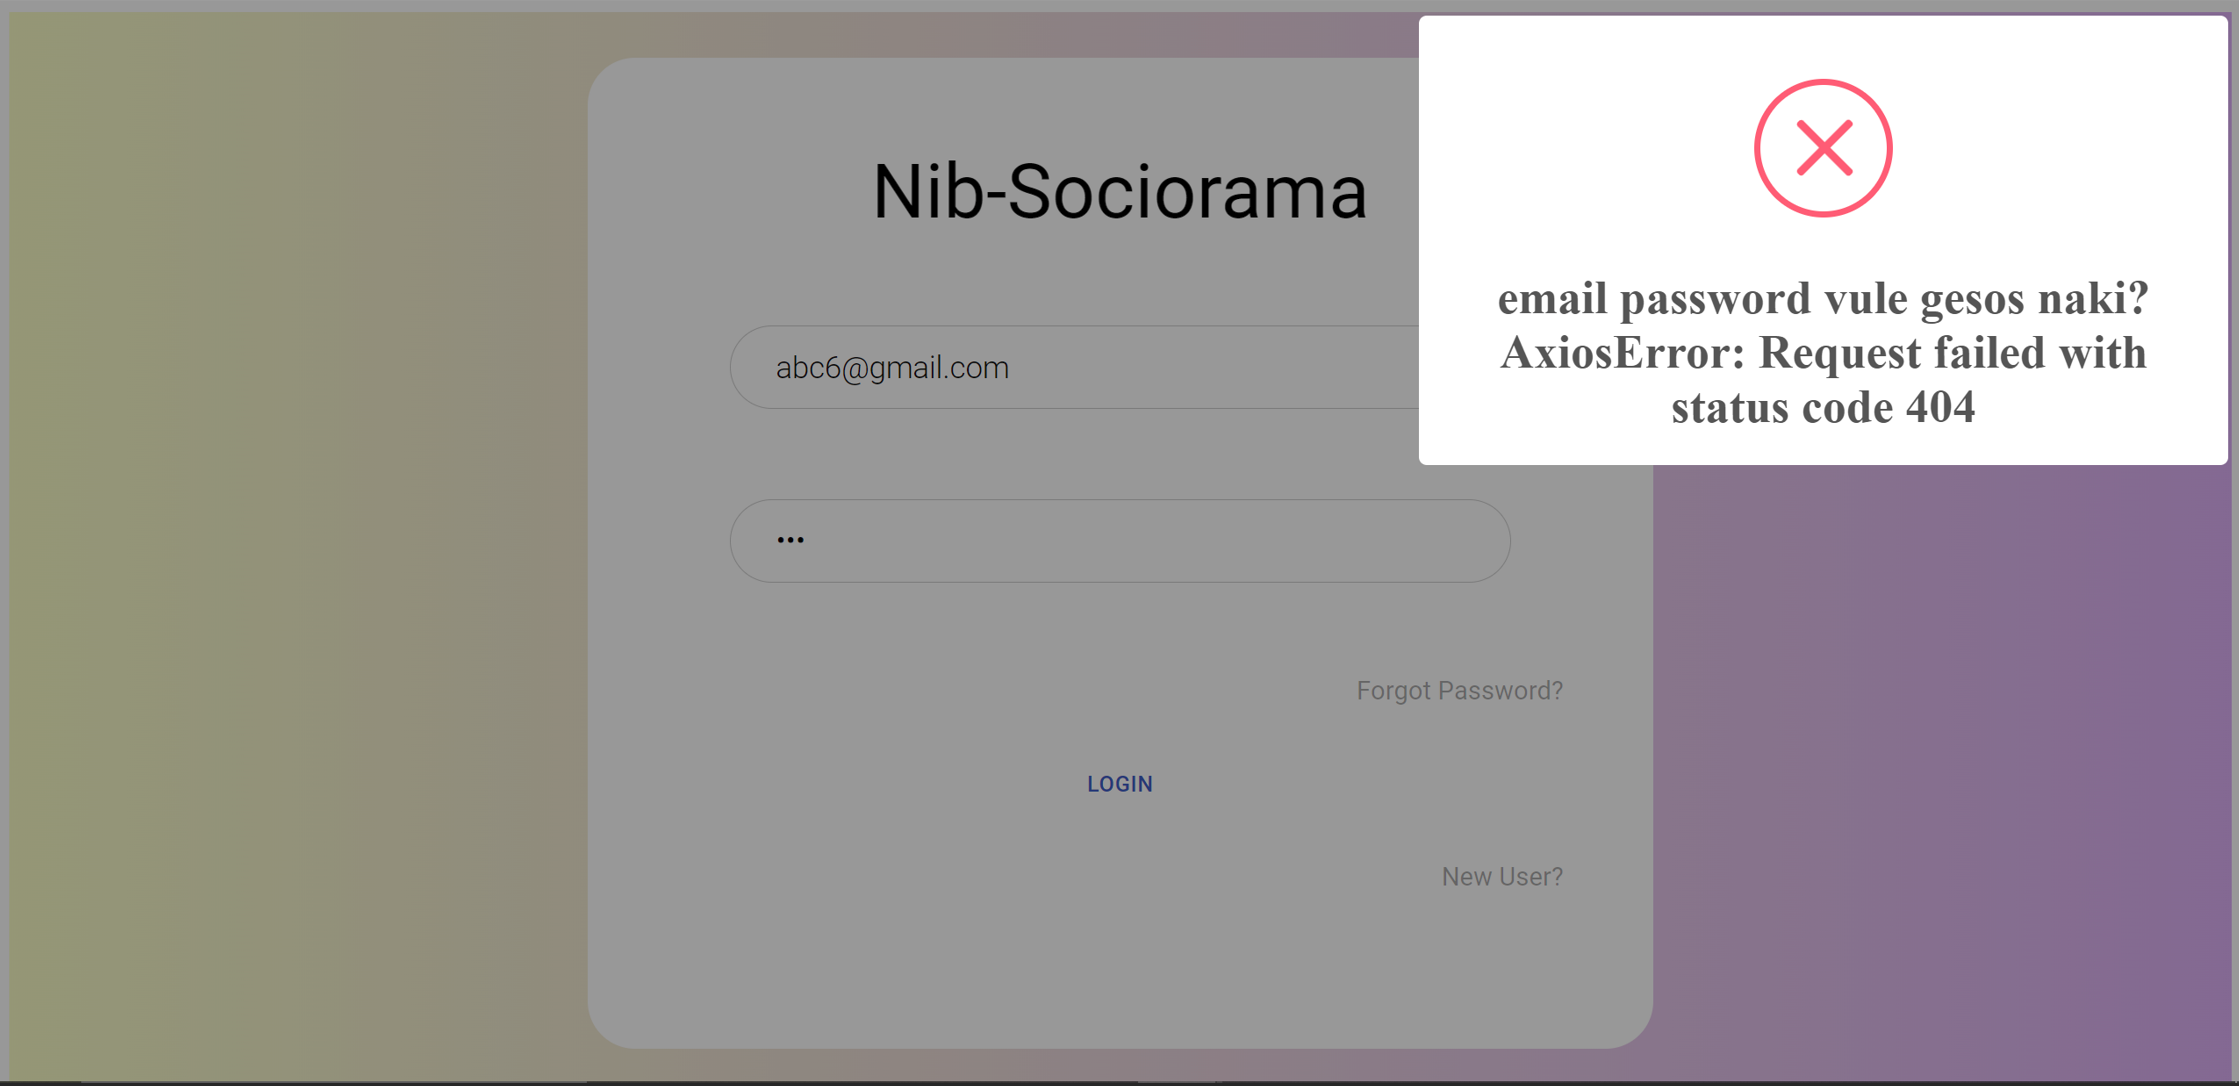 Nib-Sociorama
email password vule gesos naki?
AxiosError: Request failed with
status code 404
abc6@gmail.com
•••
Forgot Password?
LOGIN
New User?